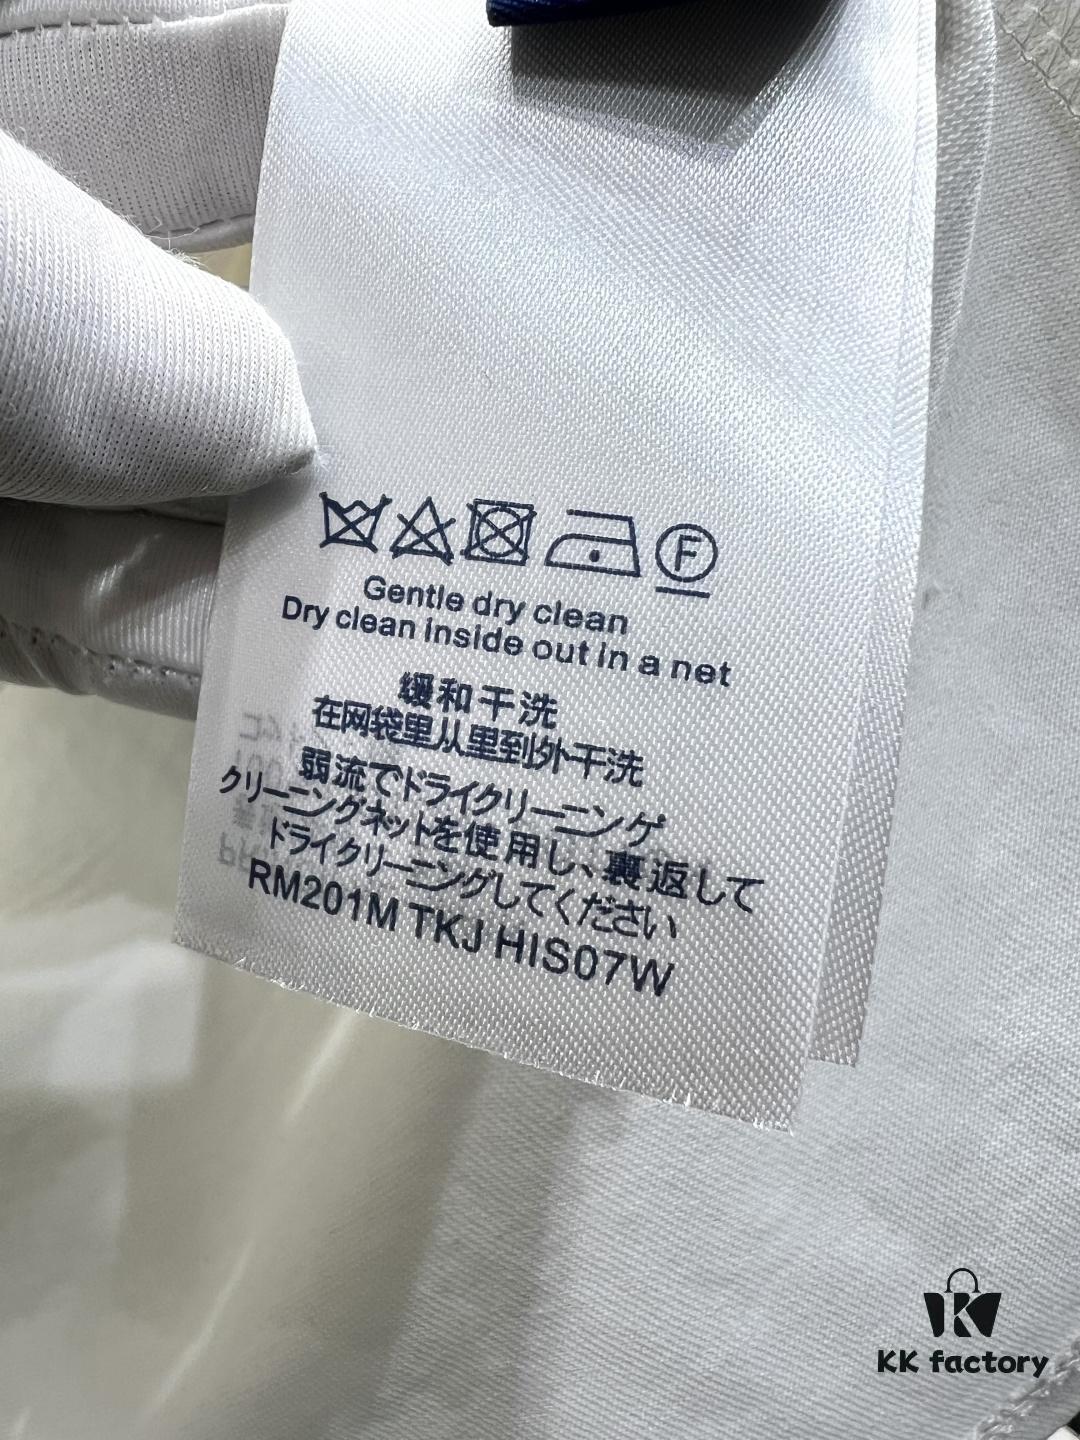 F
Gentle dry clean
Dry clean inside out in a net
缓和干洗
在网袋里从里到外干洗
弱流でドライクリーニング
クリーニングネットを使用し、裏返して
ドライクリーニングしてください
RM201M TKJ HIS07W
KK factory